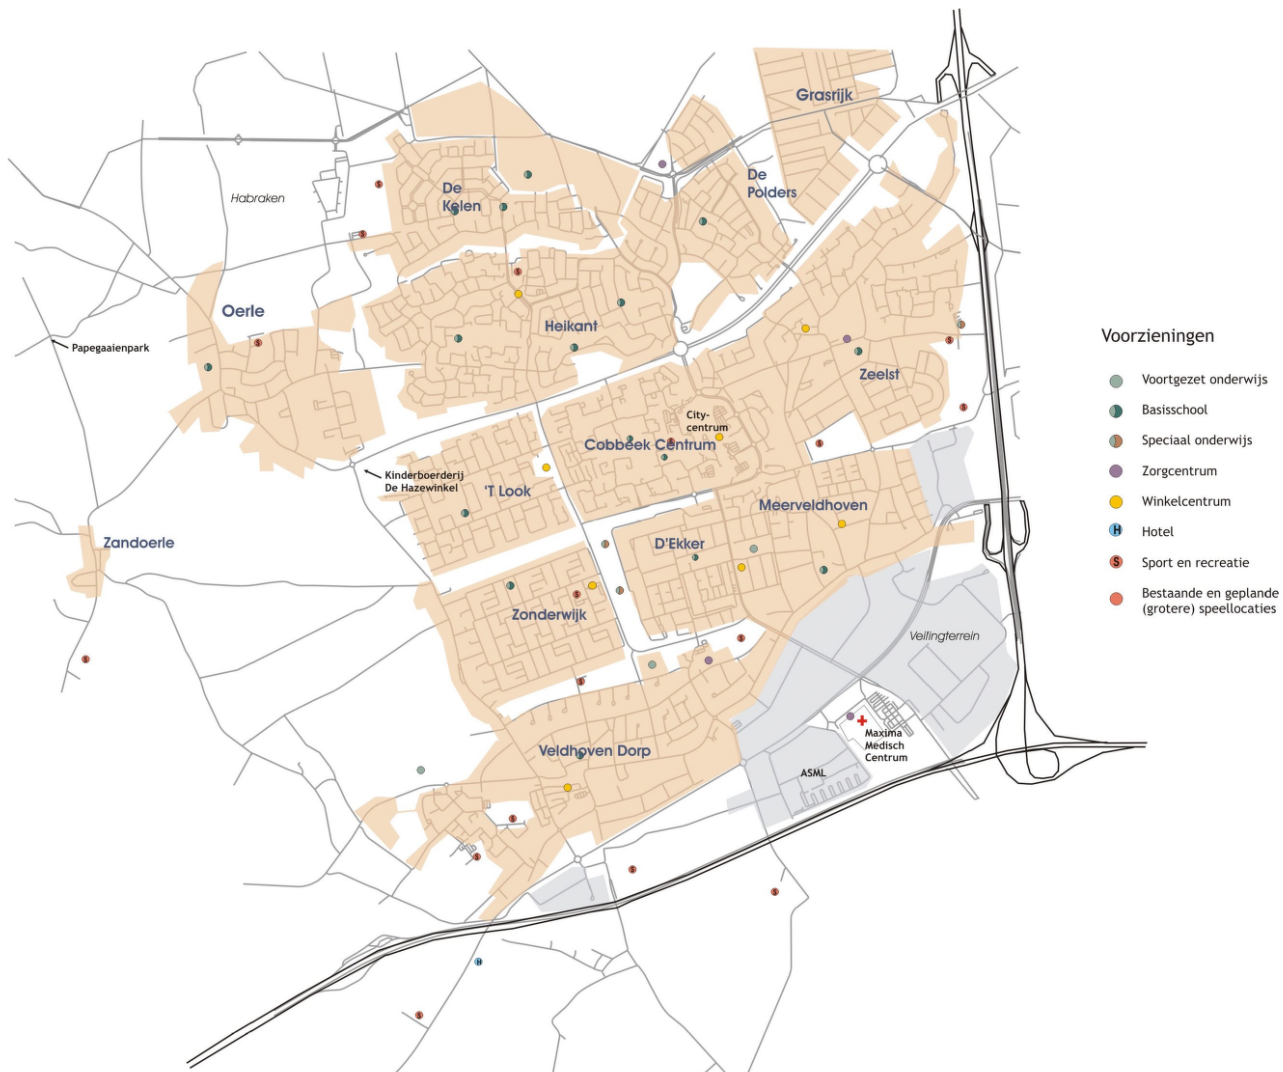 Grasrijk
De
Polders
De
Kelen
Habraken
Oerle
Heikant
Papegaaienpark
Zeelst
City-
centrum
Cobbeek Centrum
Kinderboerderij
De Hazewinkel
'T Look
Meerveldhoven
D'Ekker
Zandoerle
Zonderwijk
Veilingterrein
Maxima
Medisch
Centrum
Veldhoven Dorp
ASML
Voorzieningen
Voortgezet onderwijs
Basisschool
Speciaal onderwijs
Zorgcentrum
Winkelcentrum
H Hotel
S Sport en recreatie
Bestaande en geplande
(grotere) speellocaties